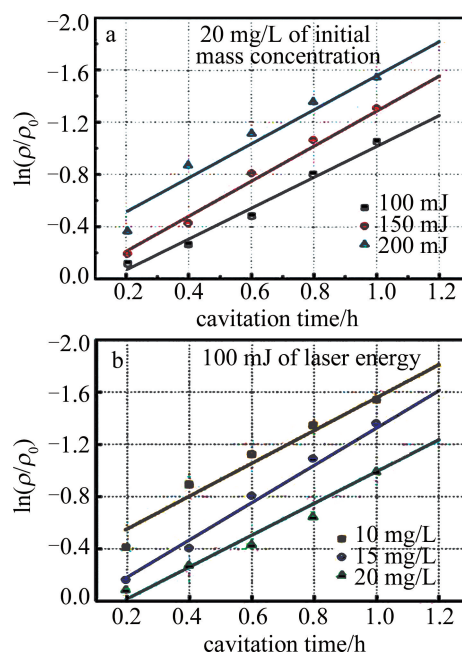 a
20 mg/L of initial
mass concentration
−2.0
−1.6
−1.2
−0.8
−0.4
0.0
ln(ρ/ρ₀)
100 mJ
150 mJ
200 mJ
0.2 0.4 0.6 0.8 1.0 1.2
cavitation time/h
b
100 mJ of laser energy
−2.0
−1.6
−1.2
−0.8
−0.4
0.0
ln(ρ/ρ₀)
10 mg/L
15 mg/L
20 mg/L
0.2 0.4 0.6 0.8 1.0 1.2
cavitation time/h